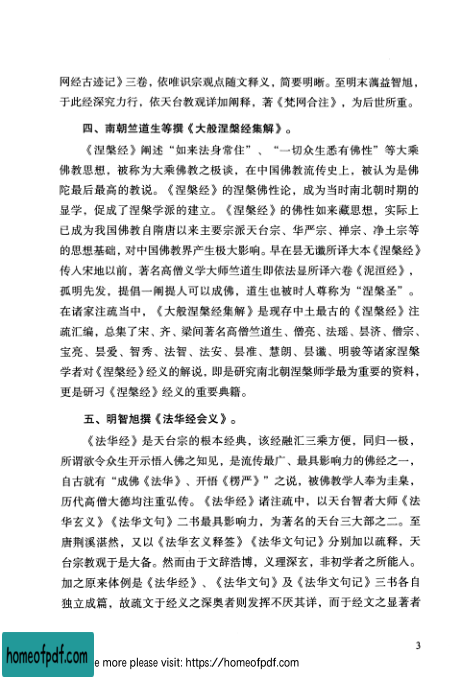 网经古迹记》三卷，依唯识宗观点随文释义，简要明晰。至明末蕅益智旭，
于此经深究力行，依天台教观详加阐释，著《梵网合注》，为后世所重。
四、南朝竺道生等撰《大般涅槃经集解》。
《涅槃经》阐述“如来法身常住”、“一切众生悉有佛性”等大乘
佛教思想，被称为大乘佛教之极谈，在中国佛教流传史上，被认为是佛
陀最后最高的教说。《涅槃经》的涅槃佛性论，成为当时南北朝时期的
显学，促成了涅槃学派的建立。《涅槃经》的佛性如来藏思想，实际上
已成为我国佛教自隋唐以来主要宗派天台宗、华严宗、禅宗、净土宗等
的思想基础，对中国佛教界产生极大影响。早在昙无谶所译大本《涅槃经》
传入宋地以前，著名高僧义学大师竺道生即依法显所译六卷《泥洹经》，
孤明先发，提倡一阐提人可以成佛，道生也被时人尊称为“涅槃圣”。
在诸家注疏当中，《大般涅槃经集解》是现存中土最古的《涅槃经》注
疏汇编，总集了宋、齐、梁间著名高僧竺道生、僧亮、法瑶、昙济、僧宗、
宝亮、昙爱、智秀、法智、法安、昙准、慧朗、昙谶、明骏等诸家涅槃
学者对《涅槃经》经义的解说，即是研究南北朝涅槃师学最为重要的资料，
更是研习《涅槃经》经义的重要典籍。
五、明智旭撰《法华经会义》。
《法华经》是天台宗的根本经典，该经融汇三乘方便，同归一极，
所谓欲令众生开示悟入佛之知见，是流传最广、最具影响力的佛经之一，
自古就有“成佛《法华》、开悟《楞严》”之说，被佛教学人奉为圭臬，
历代高僧大德均注重弘传。《法华经》诸注疏中，以天台智者大师《法
华玄义》《法华文句》二书最具影响力，为著名的天台三大部之二。至
唐荆溪湛然，又以《法华玄义释签》《法华文句记》分别加以疏释，天
台宗教观于是大备。然而由于文辞浩博，义理深玄，非初学者之所能入。
加之原来体例是《法华经》、《法华文句》及《法华文句记》三书各自
独立成篇，故疏文于经义之深奥者则发挥不厌其详，而于经文之显著者
3
homeofpdf.com
e more please visit: https://homeofpdf.com